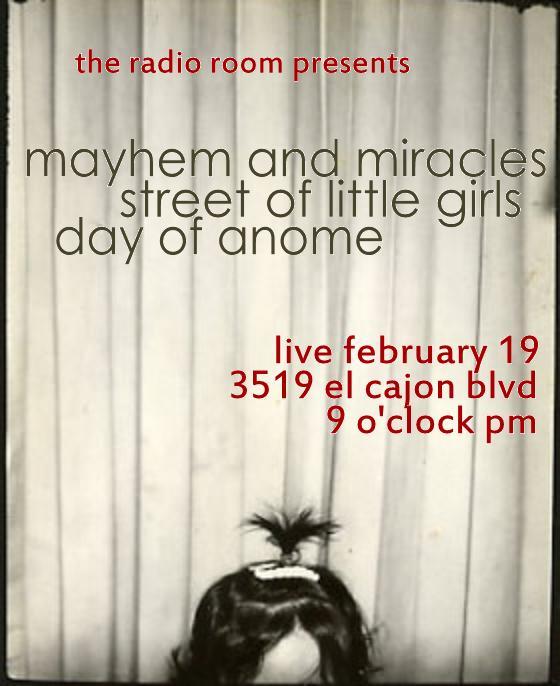 the radio room presents
mayhem and miracles
street of little girls
day of anome
live february 19
3519 el cajon blvd
9 o'clock pm